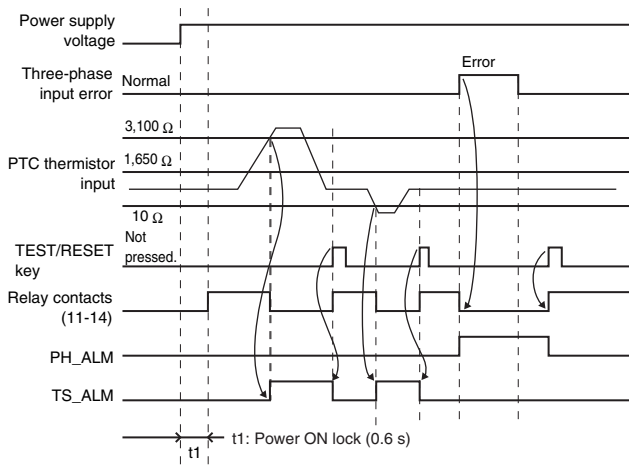 Power supply
voltage
Three-phase
input error
Normal
Error
3,100 Ω
PTC thermistor
input
1,650 Ω
10 Ω
TEST/RESET
key
Not
pressed.
Relay contacts
(11-14)
PH_ALM
TS_ALM
t1
t1: Power ON lock (0.6 s)